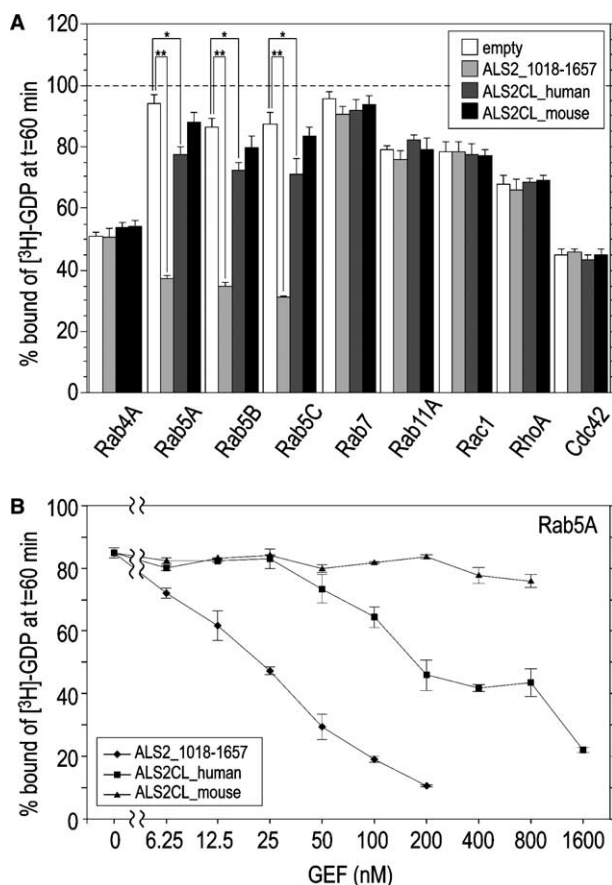 A
% bound of [³H]-GDP at t=60 min
120
100
80
60
40
20
0
*
**
*
**
*
**
empty
ALS2_1018-1657
ALS2CL_human
ALS2CL_mouse
Rab4A
Rab5A
Rab5B
Rab5C
Rab7
Rab11A
Rac1
RhoA
Cdc42
B
Rab5A
% bound of [³H]-GDP at t=60 min
100
80
60
40
20
0
ALS2_1018-1657
ALS2CL_human
ALS2CL_mouse
0 6.25 12.5 25 50 100 200 400 800 1600
GEF (nM)